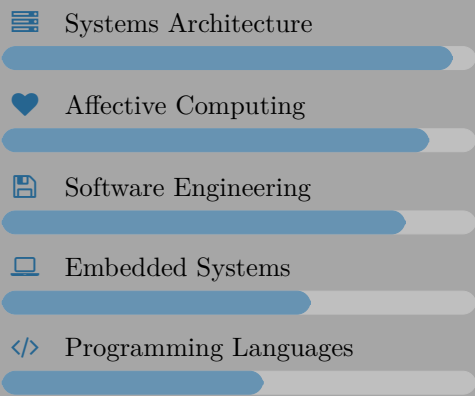 Systems Architecture
Affective Computing
Software Engineering
Embedded Systems
Programming Languages